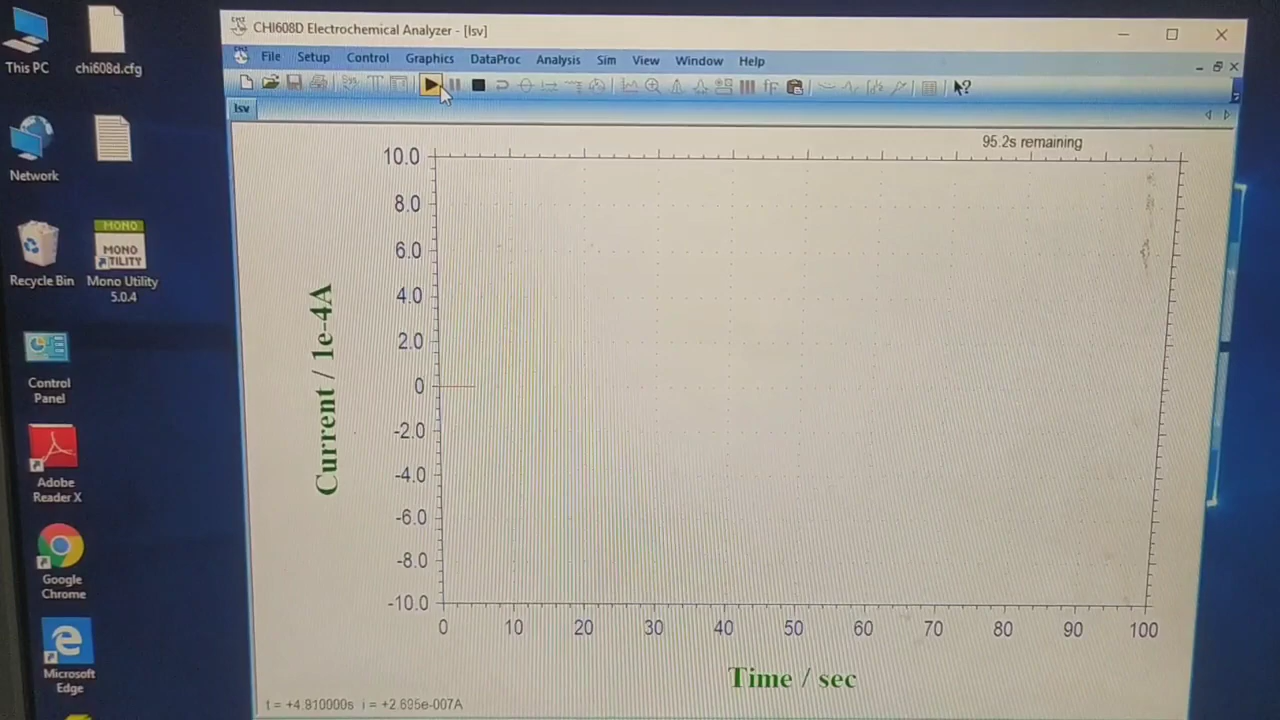 This PC
chi608d.cfg
Network
Recycle Bin
MONO
MONO
UTILITY
Mono Utility
5.0.4
Control
Panel
Adobe
Reader X
Google
Chrome
Microsoft
Edge
CHI608D Electrochemical Analyzer - [lsv]
File Setup Control Graphics DataProc Analysis Sim View Window Help
lsv
95.2s remaining
10.0
8.0
6.0
4.0
2.0
0
-2.0
-4.0
-6.0
-8.0
-10.0
Current / 1e-4A
0 10 20 30 40 50 60 70 80 90 100
Time / sec
t = +4.810000s i = +2.695e-007A